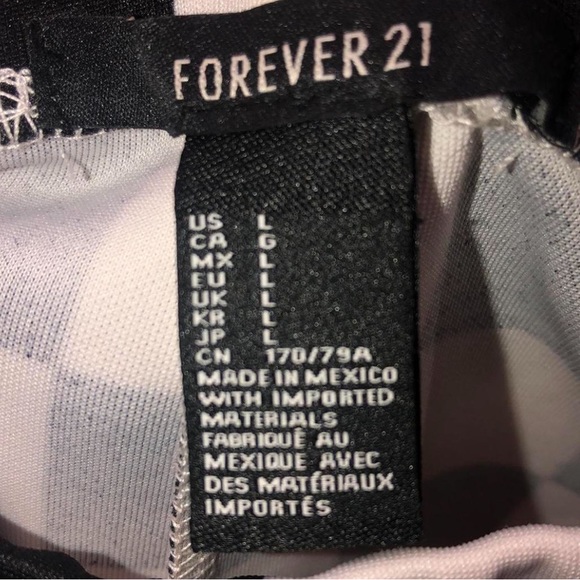 FOREVER 21
US L
CA G
MX L
EU L
UK L
KR L
JP L
CN 170/79A
MADE IN MEXICO
WITH IMPORTED
MATERIALS
FABRIQUÉ AU
MEXIQUE AVEC
DES MATÉRIAUX
IMPORTÉS